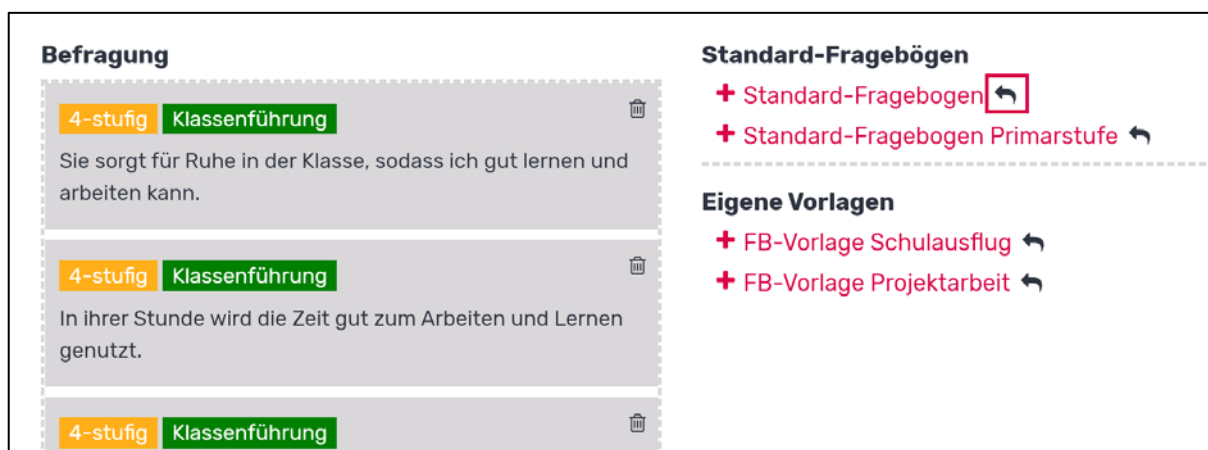 Befragung
4-stufig Klassenführung
Sie sorgt für Ruhe in der Klasse, sodass ich gut lernen und
arbeiten kann.
4-stufig Klassenführung
In ihrer Stunde wird die Zeit gut zum Arbeiten und Lernen
genutzt.
4-stufig Klassenführung
Standard-Fragebögen
+ Standard-Fragebogen
+ Standard-Fragebogen Primarstufe
Eigene Vorlagen
+ FB-Vorlage Schulausflug
+ FB-Vorlage Projektarbeit